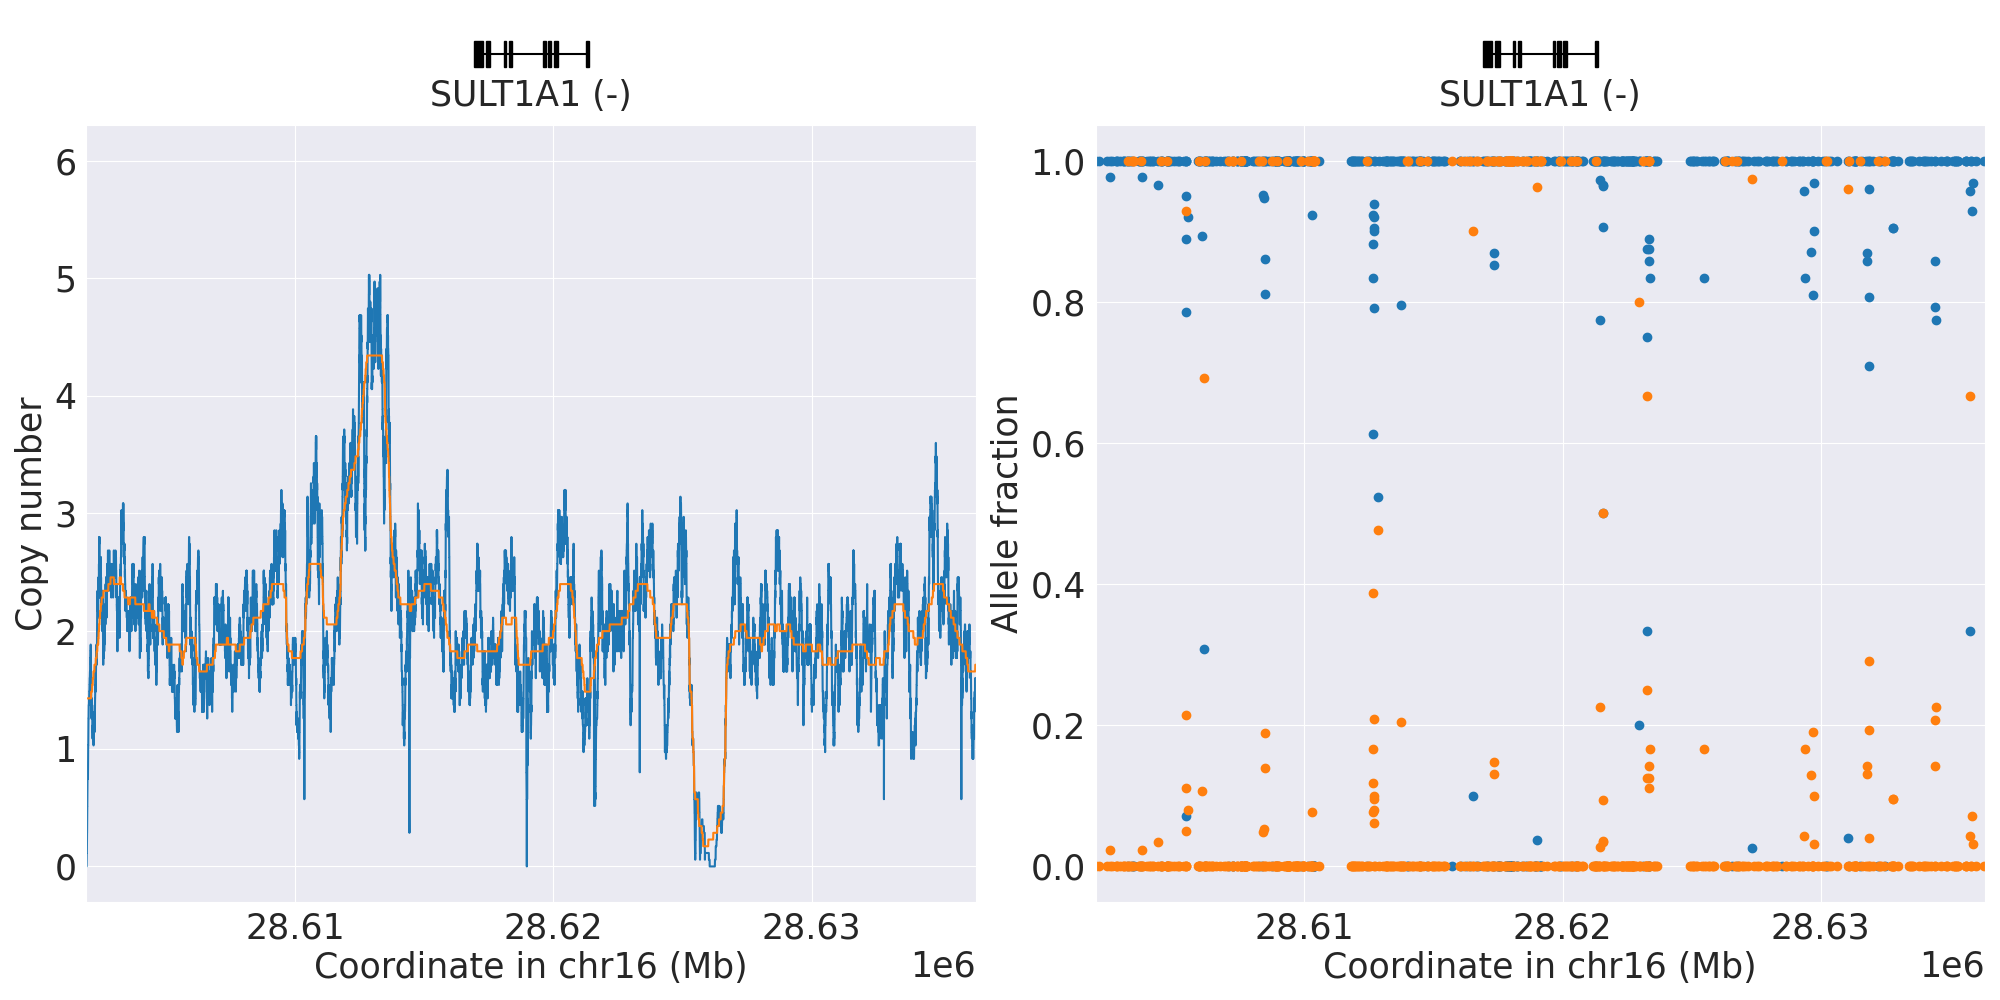 SULT1A1 (-)
6
5
4
3
2
1
0
Copy number
28.61
28.62
28.63
Coordinate in chr16 (Mb)
1e6
SULT1A1 (-)
1.0
0.8
0.6
0.4
0.2
0.0
Allele fraction
28.61
28.62
28.63
Coordinate in chr16 (Mb)
1e6